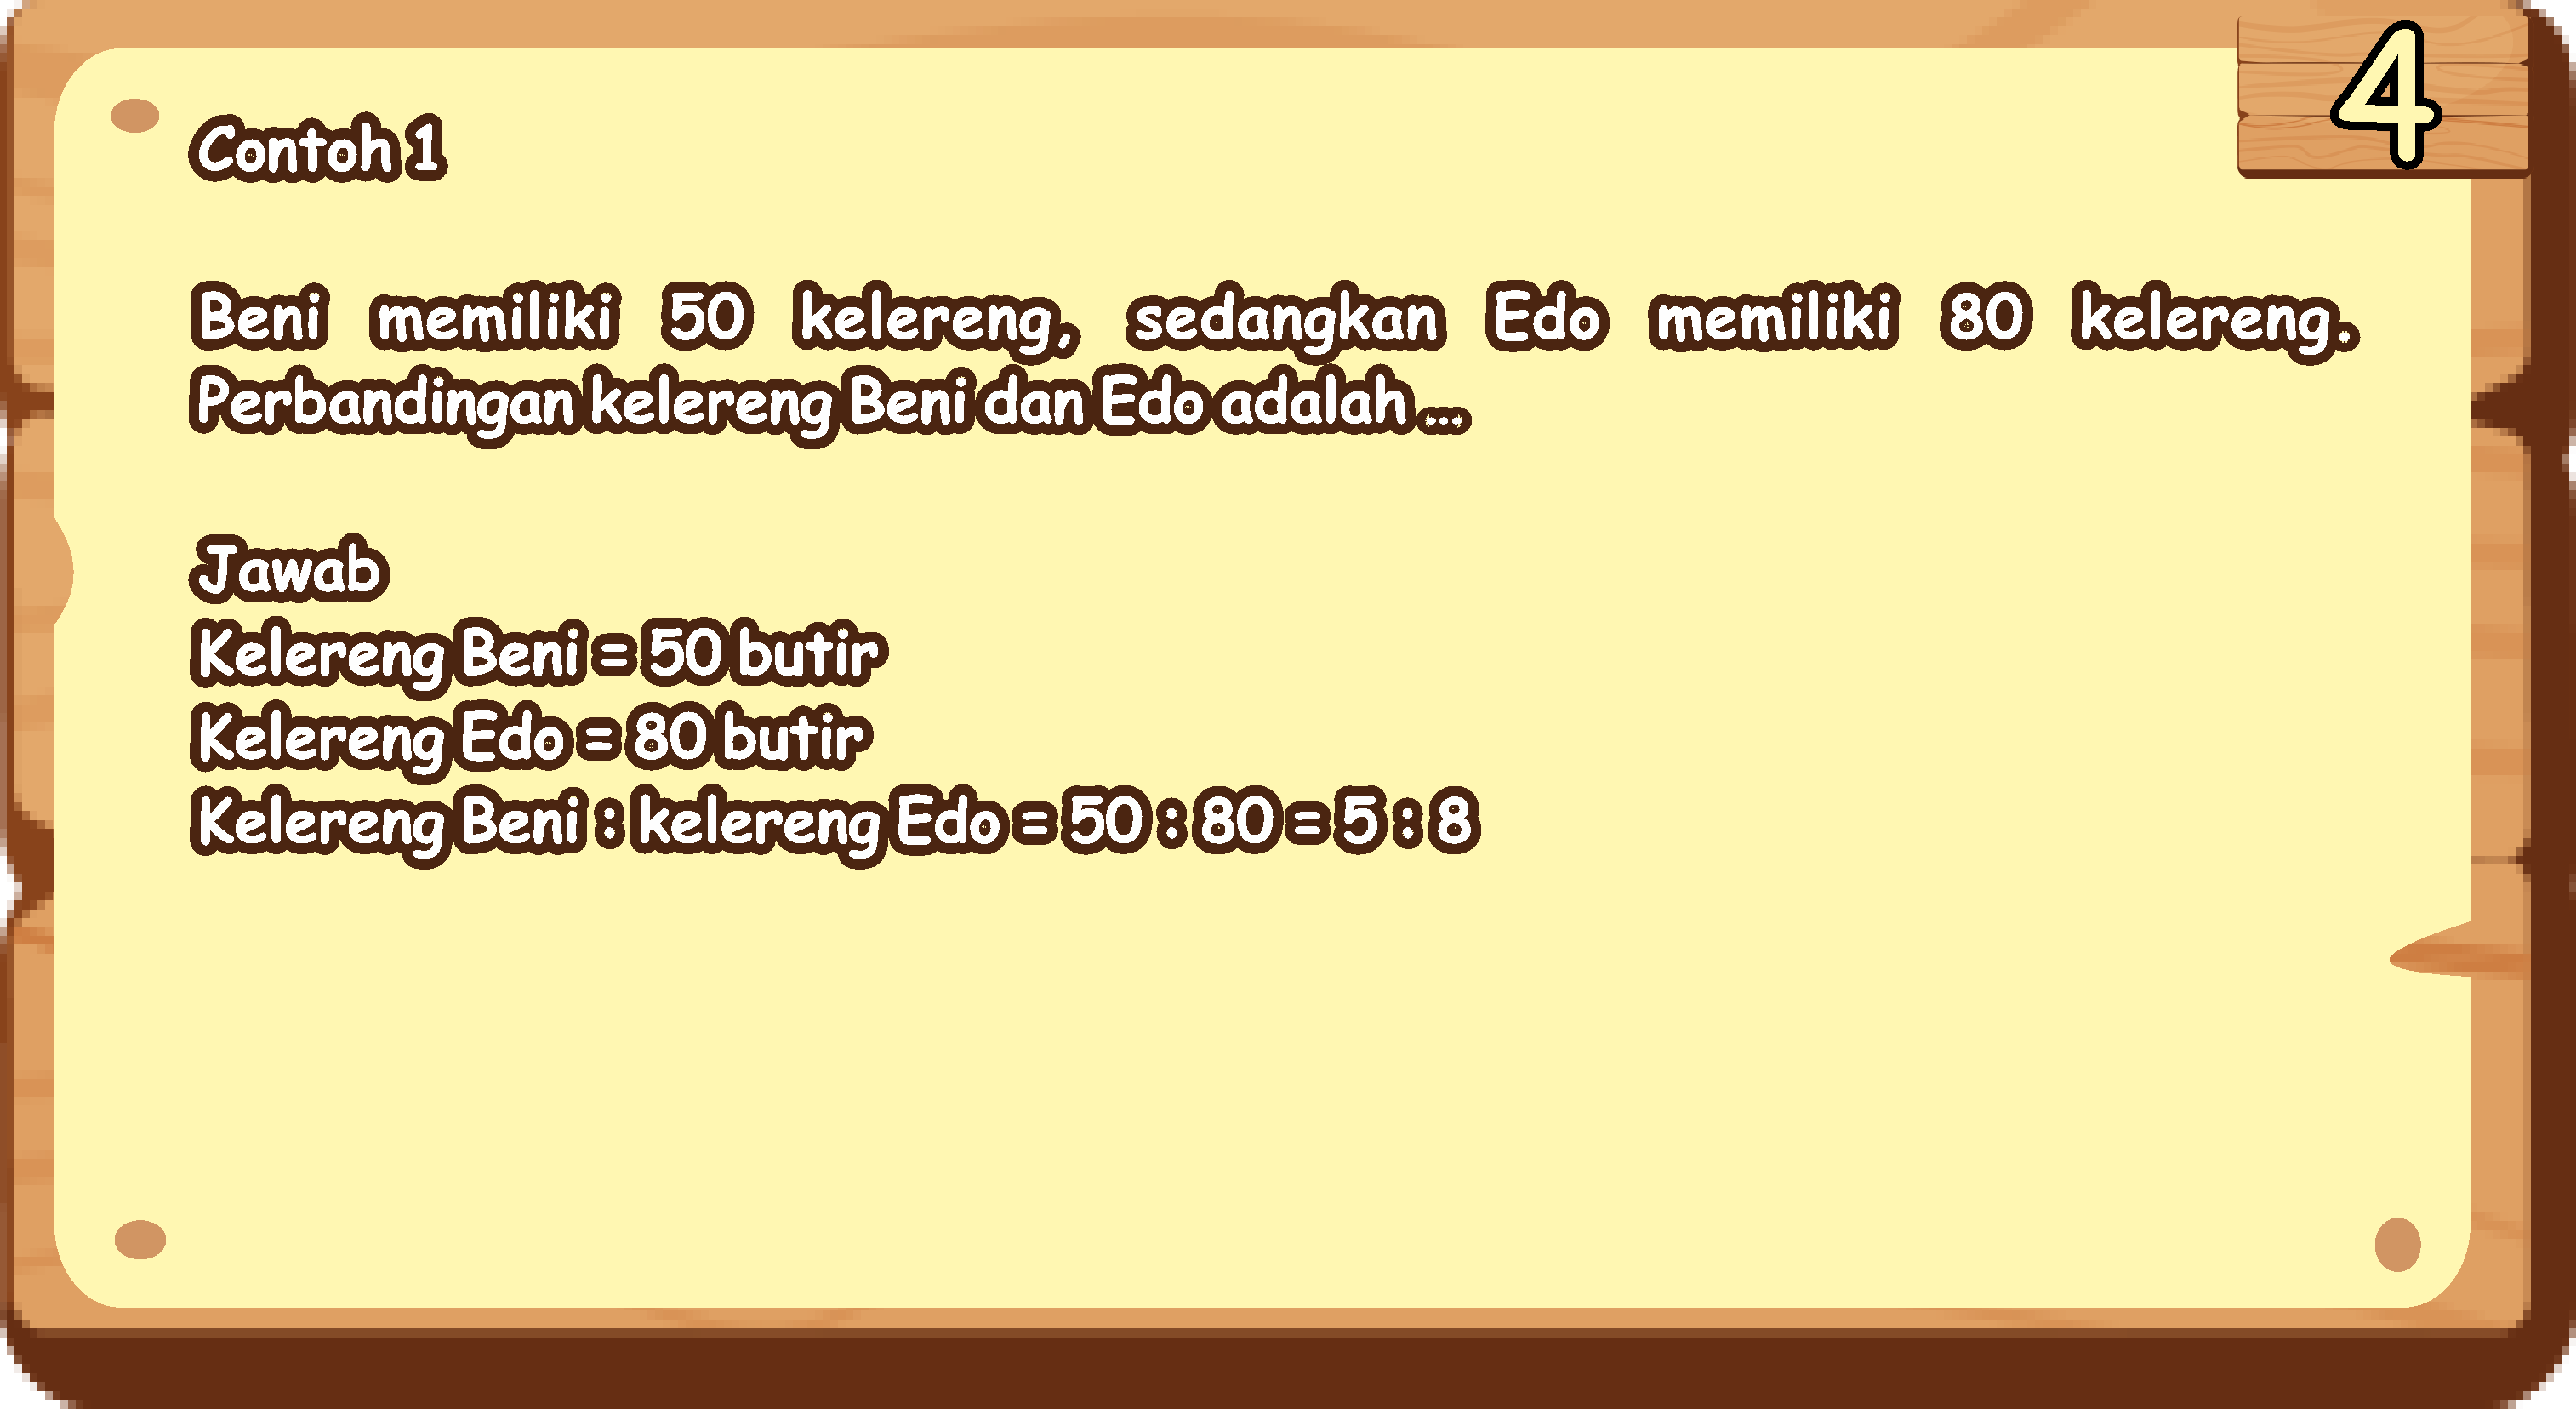 4
Contoh 1
Beni memiliki 50 kelereng, sedangkan Edo memiliki 80 kelereng.
Perbandingan kelereng Beni dan Edo adalah ...
Jawab
Kelereng Beni = 50 butir
Kelereng Edo = 80 butir
Kelereng Beni : kelereng Edo = 50 : 80 = 5 : 8